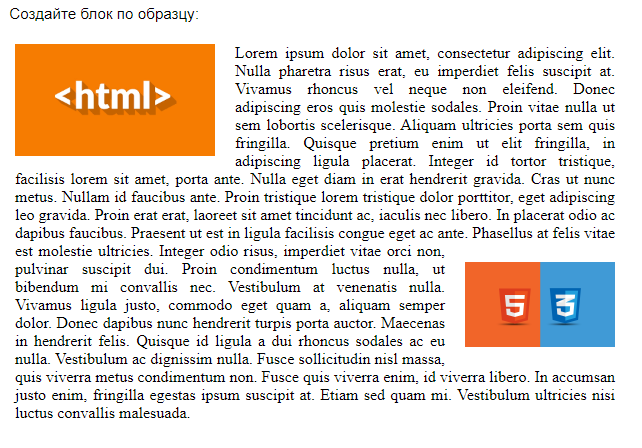 Создайте блок по образцу:
<html>
Lorem ipsum dolor sit amet, consectetur adipiscing elit.
Nulla pharetra risus erat, eu imperdiet felis suscipit at.
Vivamus rhoncus vel neque non eleifend. Donec
adipiscing eros quis molestie sodales. Proin vitae nulla ut
sem lobortis scelerisque. Aliquam ultricies porta sem quis
fringilla. Quisque pretium enim ut elit fringilla, in
adipiscing ligula placerat. Integer id tortor tristique,
facilisis lorem sit amet, porta ante. Nulla eget diam in erat hendrerit gravida. Cras ut nunc
metus. Nullam id faucibus ante. Proin tristique lorem tristique dolor porttitor, eget adipiscing
leo gravida. Proin erat erat, laoreet sit amet tincidunt ac, iaculis nec libero. In placerat odio ac
dapibus faucibus. Praesent ut est in ligula facilisis congue eget ac ante. Phasellus at felis vitae
est molestie ultricies. Integer odio risus, imperdiet vitae orci non,
pulvinar suscipit dui. Proin condimentum luctus nulla, ut
bibendum mi convallis nec. Vestibulum at venenatis nulla.
Vivamus ligula justo, commodo eget quam a, aliquam semper
dolor. Donec dapibus nunc hendrerit turpis porta auctor. Maecenas
in hendrerit felis. Quisque id ligula a dui rhoncus sodales ac eu
nulla. Vestibulum ac dignissim nulla. Fusce sollicitudin nisl massa,
5 3
quis viverra metus condimentum non. Fusce quis viverra enim, id viverra libero. In accumsan
justo enim, fringilla egestas ipsum suscipit at. Etiam sed quam mi. Vestibulum ultricies nisi
luctus convallis malesuada.